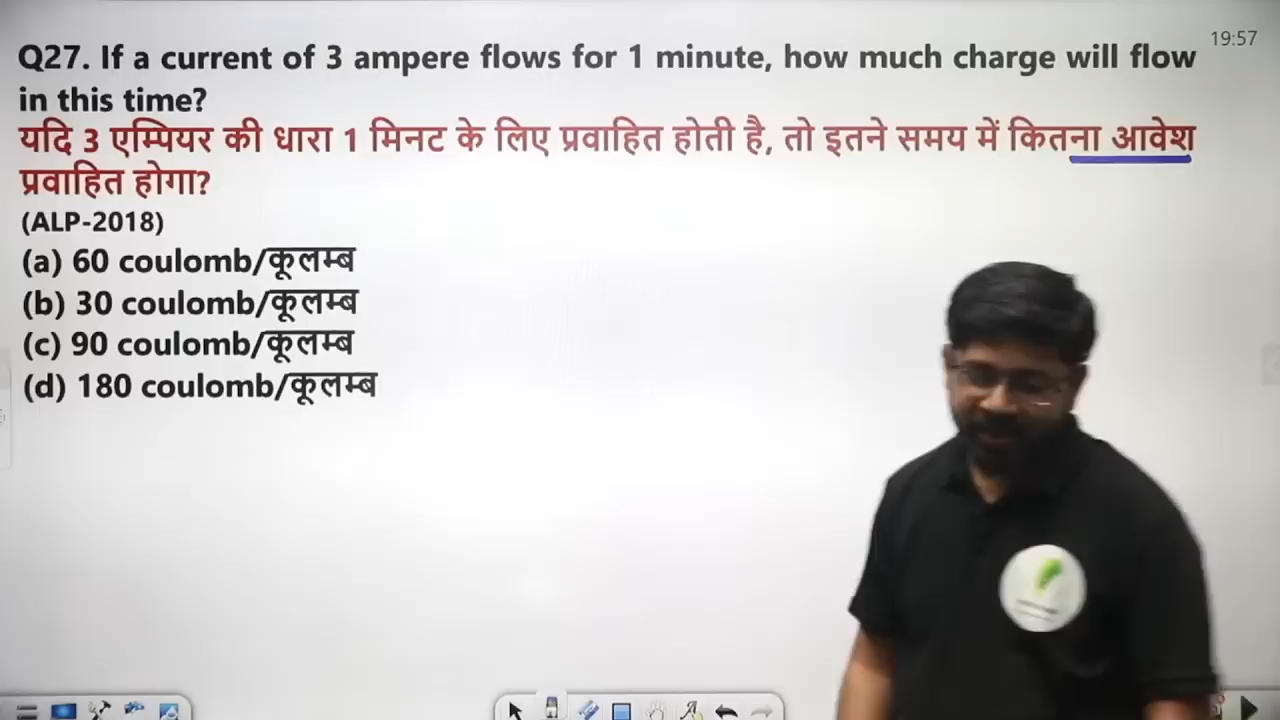 19:57
Q27. If a current of 3 ampere flows for 1 minute, how much charge will flow
in this time?
यदि 3 एम्पियर की धारा 1 मिनट के लिए प्रवाहित होती है, तो इतने समय में कितना आवेश
प्रवाहित होगा?
(ALP-2018)
(a) 60 coulomb/कूलम्ब
(b) 30 coulomb/कूलम्ब
(c) 90 coulomb/कूलम्ब
(d) 180 coulomb/कूलम्ब